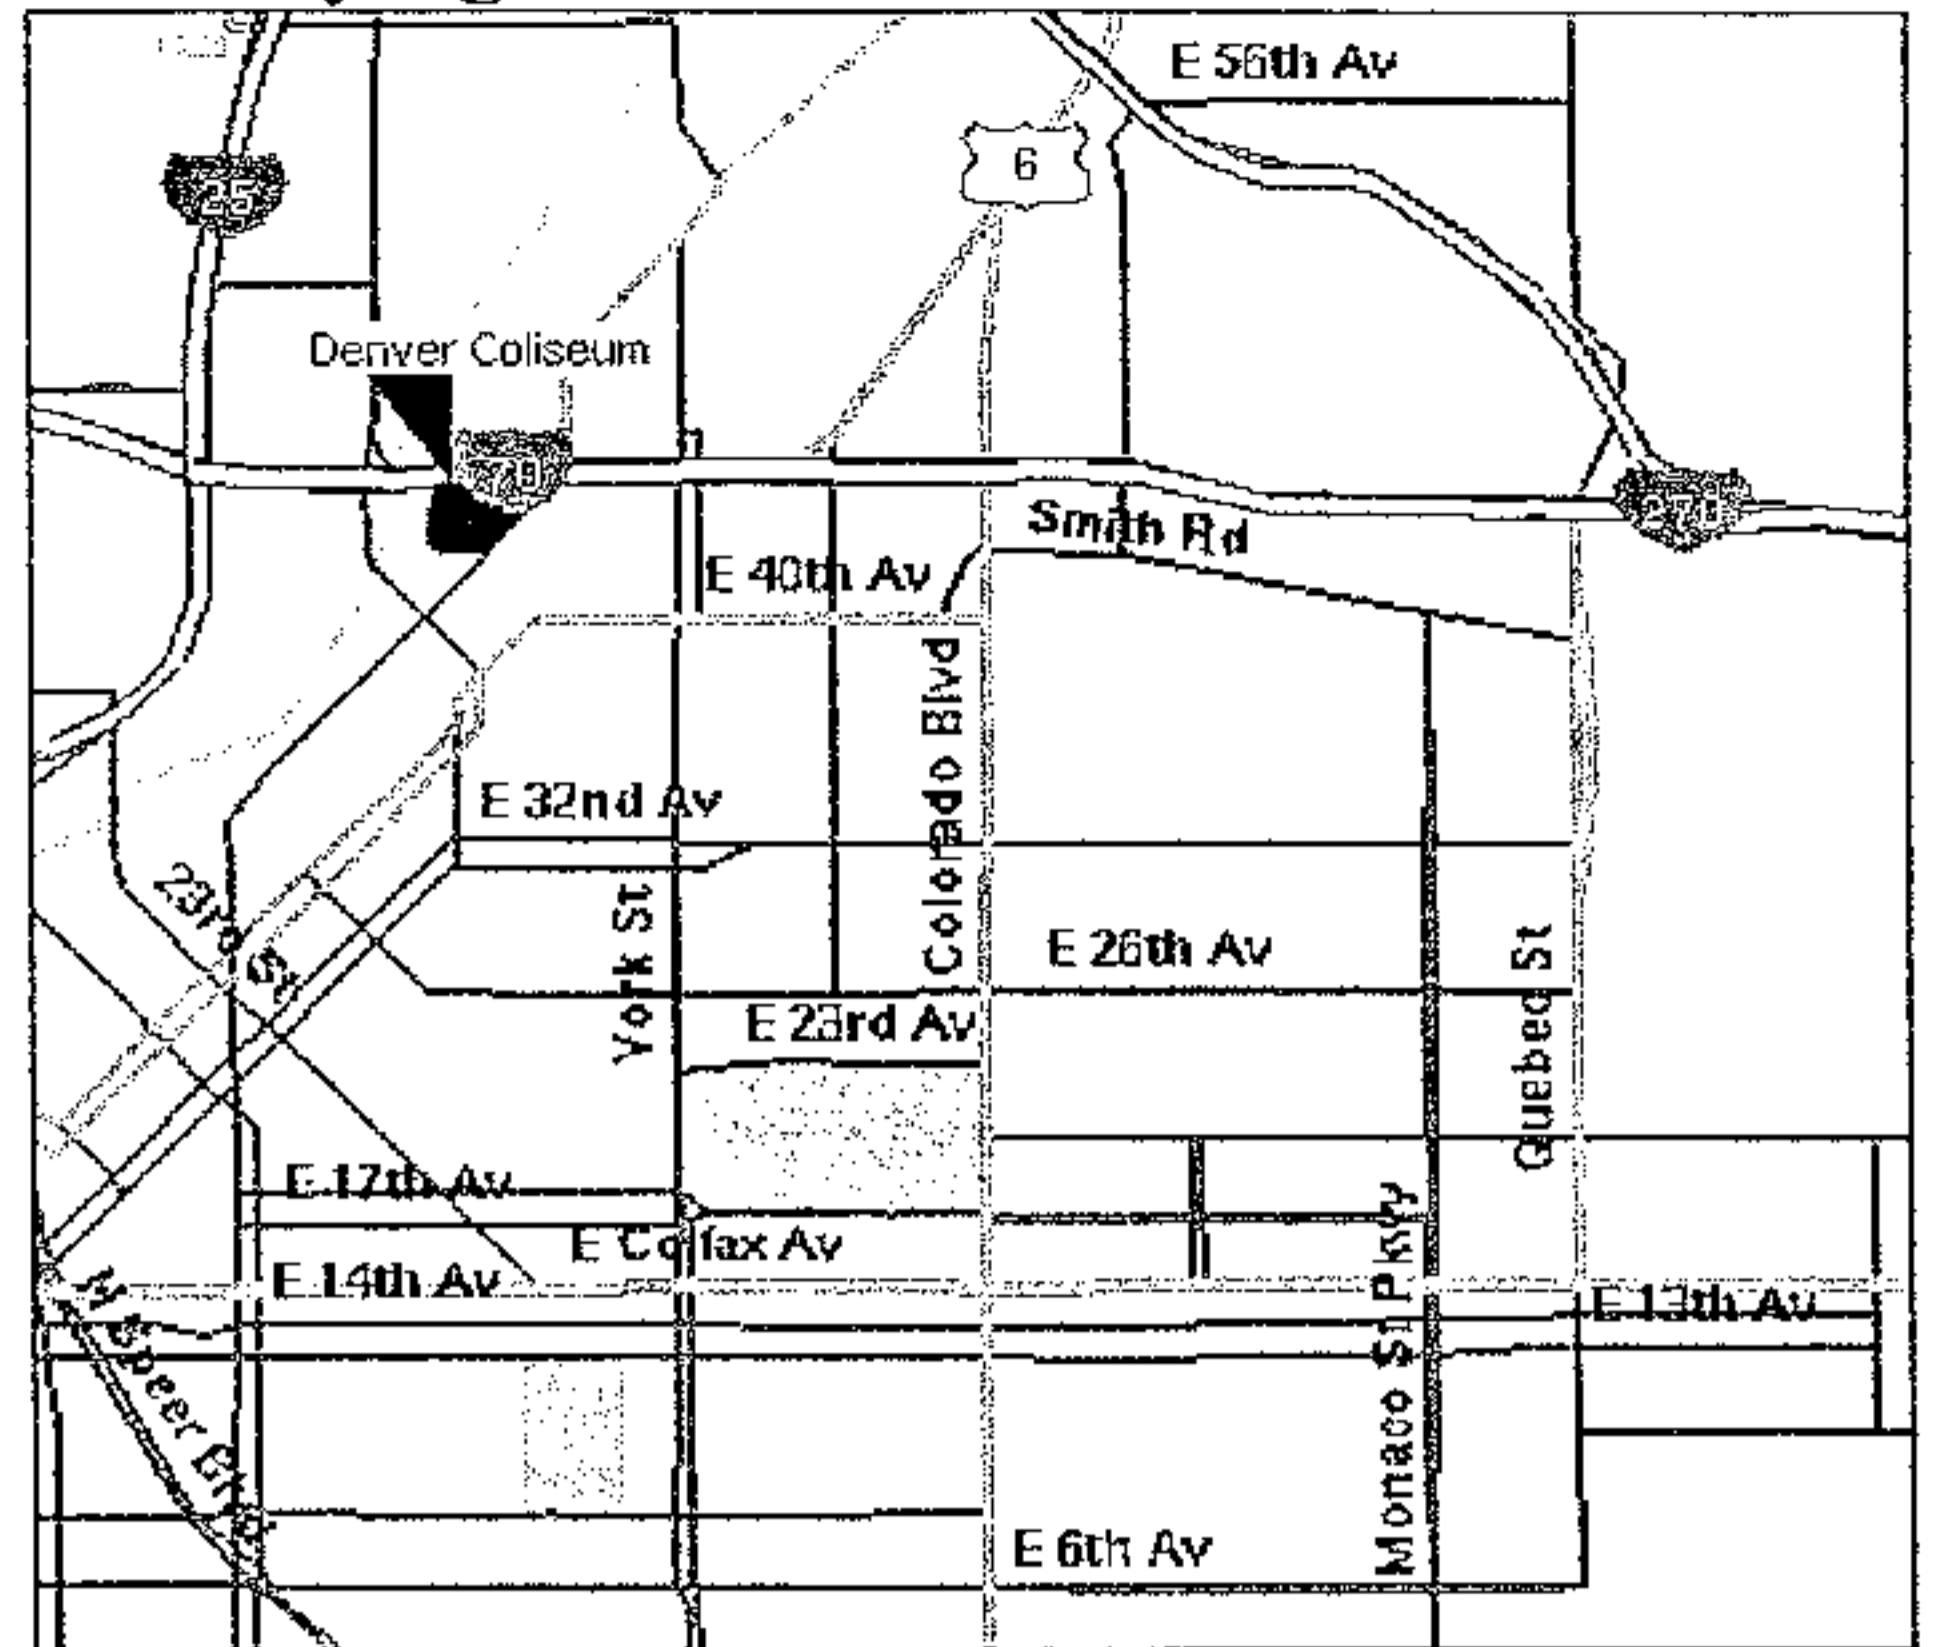 E 56th Av
6
25
Denver Coliseum
70
270
Smith Rd
E 40th Av
Colorado Blvd
E 32nd Av
23rd St
York St
E 26th Av
Quebec St
E 23rd Av
E 17th Av
E Colfax Av
E 14th Av
E 13th Av
Monaco St Pkwy
W Speer Blvd
E 6th Av